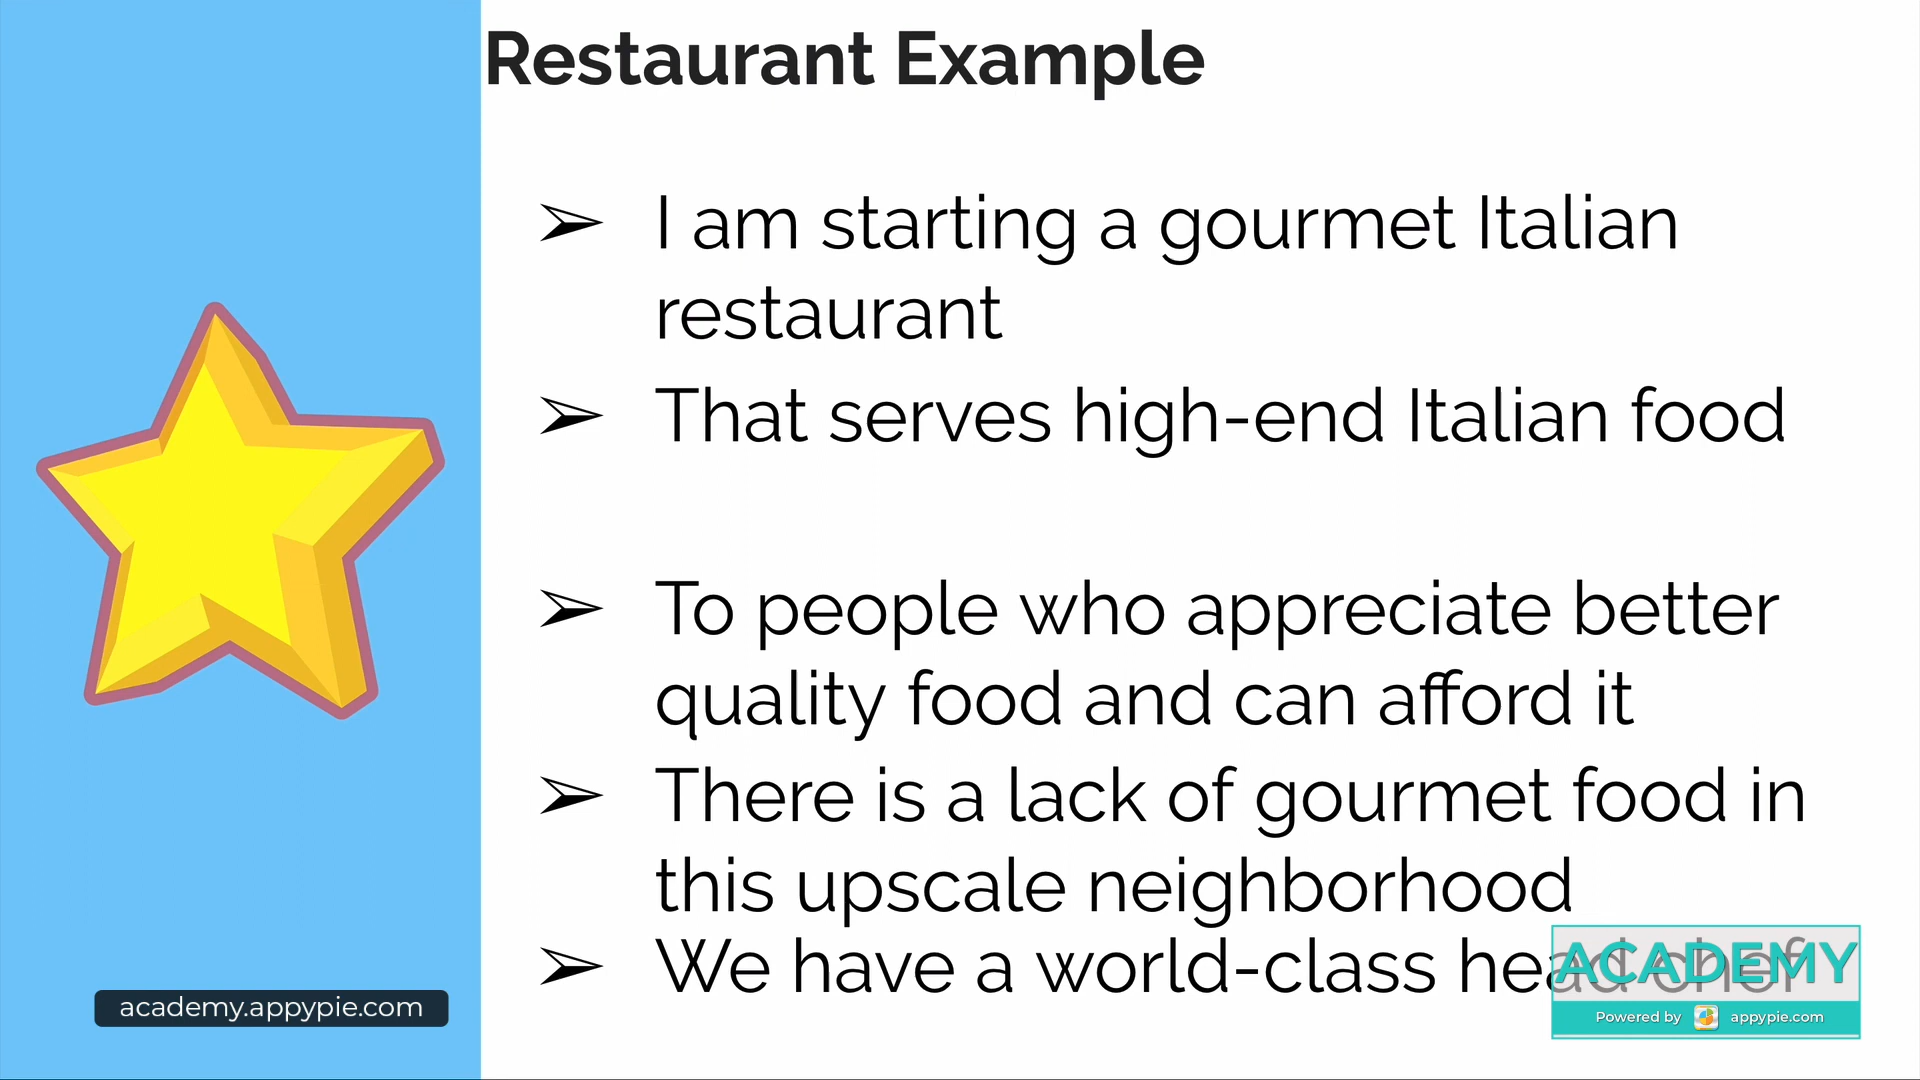 Restaurant Example
➢ I am starting a gourmet Italian
restaurant
➢ That serves high-end Italian food
➢ To people who appreciate better
quality food and can afford it
➢ There is a lack of gourmet food in
this upscale neighborhood
➢ We have a world-class head chef
academy.appypie.com
ACADEMY
Powered by appypie.com